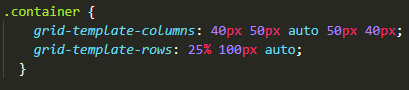 .container {
grid-template-columns: 40px 50px auto 50px 40px;
grid-template-rows: 25% 100px auto;
}